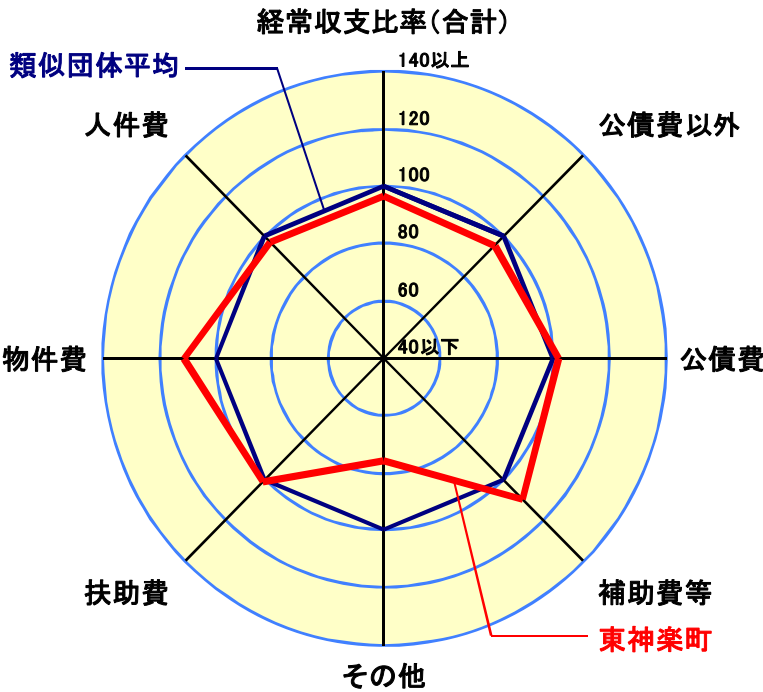 経常収支比率(合計)
類似団体平均
140以上
人件費
120
公債費以外
100
80
60
物件費
40以下
公債費
扶助費
補助費等
東神楽町
その他